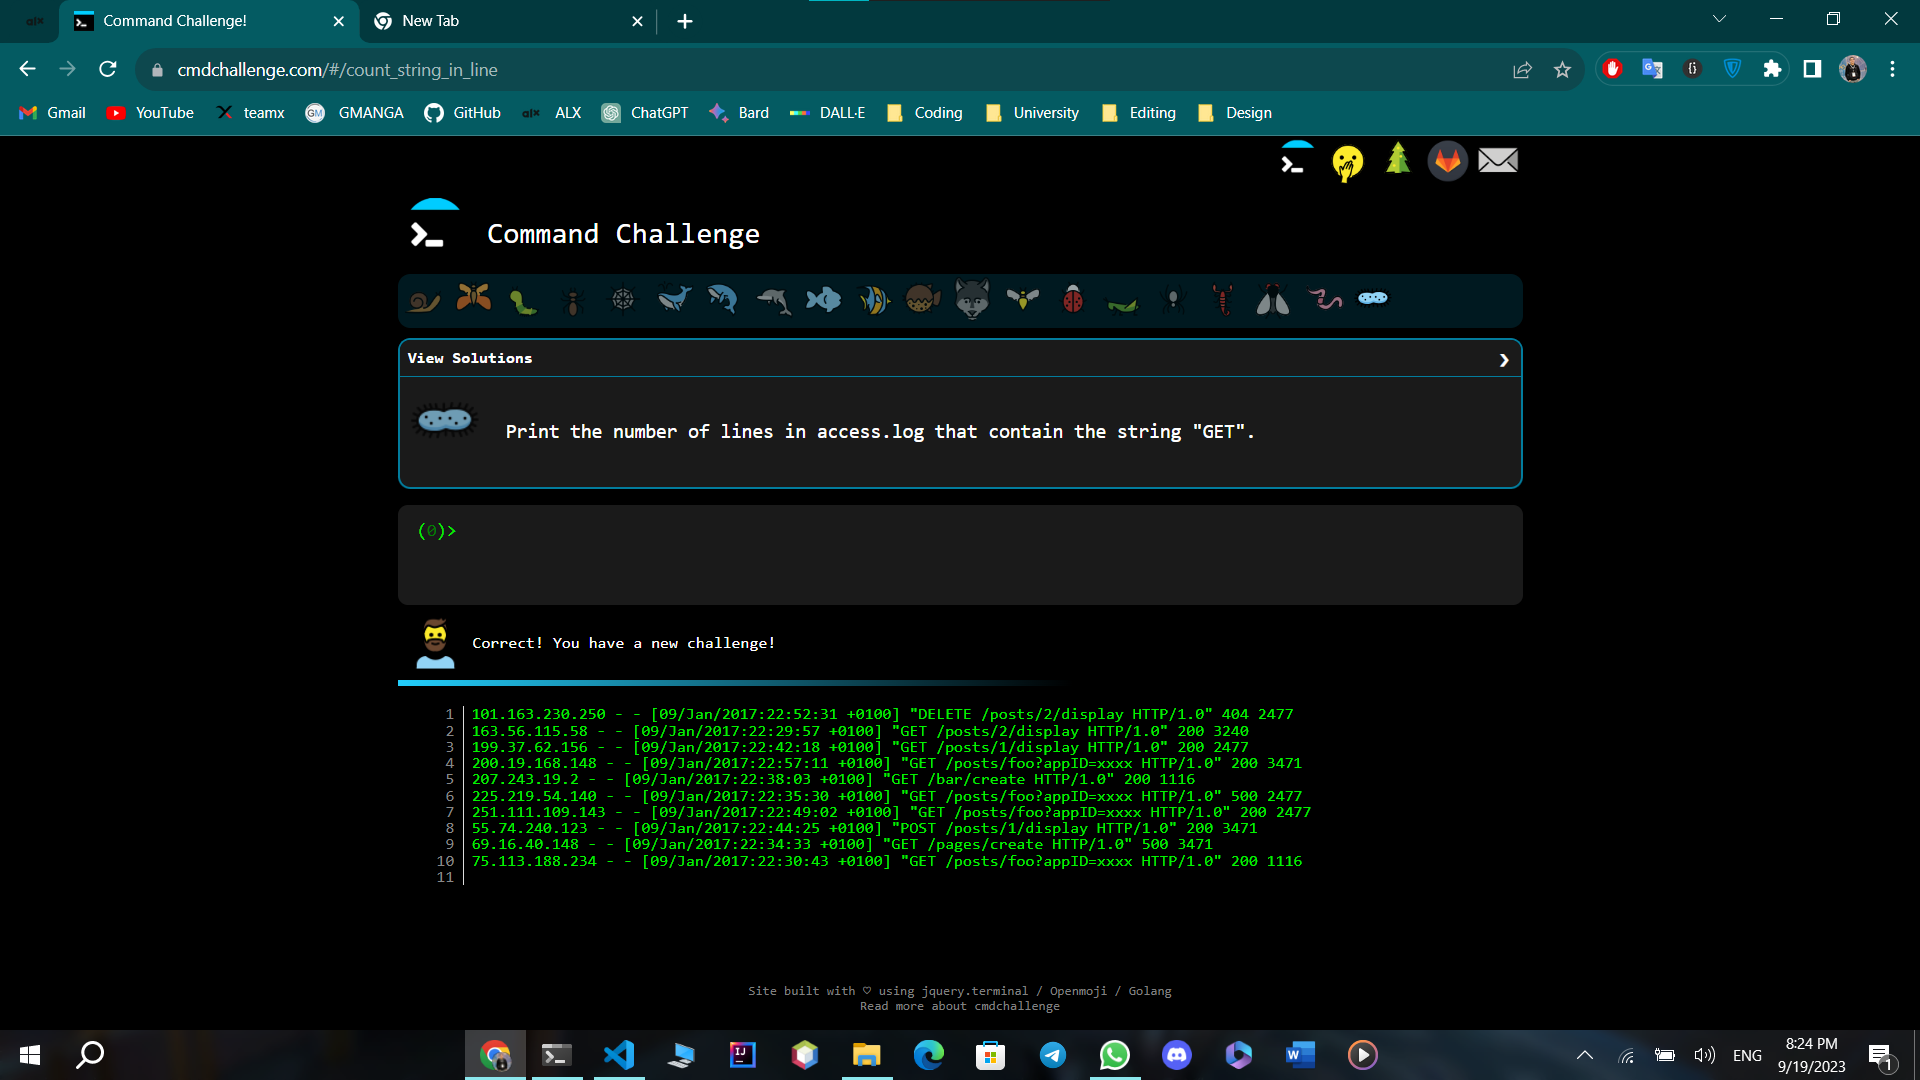 alx
Command Challenge!
New Tab
cmdchallenge.com/#/count_string_in_line
Gmail
YouTube
teamx
GM GMANGA
GitHub
alx ALX
ChatGPT
Bard
DALL·E
Coding
University
Editing
Design
Command Challenge
View Solutions
Print the number of lines in access.log that contain the string "GET".
(0)>
Correct! You have a new challenge!
1 101.163.230.250 - - [09/Jan/2017:22:52:31 +0100] "DELETE /posts/2/display HTTP/1.0" 404 2477
2 163.56.115.58 - - [09/Jan/2017:22:29:57 +0100] "GET /posts/2/display HTTP/1.0" 200 3240
3 199.37.62.156 - - [09/Jan/2017:22:42:18 +0100] "GET /posts/1/display HTTP/1.0" 200 2477
4 200.19.168.148 - - [09/Jan/2017:22:57:11 +0100] "GET /posts/foo?appID=xxxx HTTP/1.0" 200 3471
5 207.243.19.2 - - [09/Jan/2017:22:38:03 +0100] "GET /bar/create HTTP/1.0" 200 1116
6 225.219.54.140 - - [09/Jan/2017:22:35:30 +0100] "GET /posts/foo?appID=xxxx HTTP/1.0" 500 2477
7 251.111.109.143 - - [09/Jan/2017:22:49:02 +0100] "GET /posts/foo?appID=xxxx HTTP/1.0" 200 2477
8 55.74.240.123 - - [09/Jan/2017:22:44:25 +0100] "POST /posts/1/display HTTP/1.0" 200 3471
9 69.16.40.148 - - [09/Jan/2017:22:34:33 +0100] "GET /pages/create HTTP/1.0" 500 3471
10 75.113.188.234 - - [09/Jan/2017:22:30:43 +0100] "GET /posts/foo?appID=xxxx HTTP/1.0" 200 1116
11
Site built with ♡ using jquery.terminal / Openmoji / Golang
Read more about cmdchallenge
IJ
W
ENG
8:24 PM
9/19/2023
1